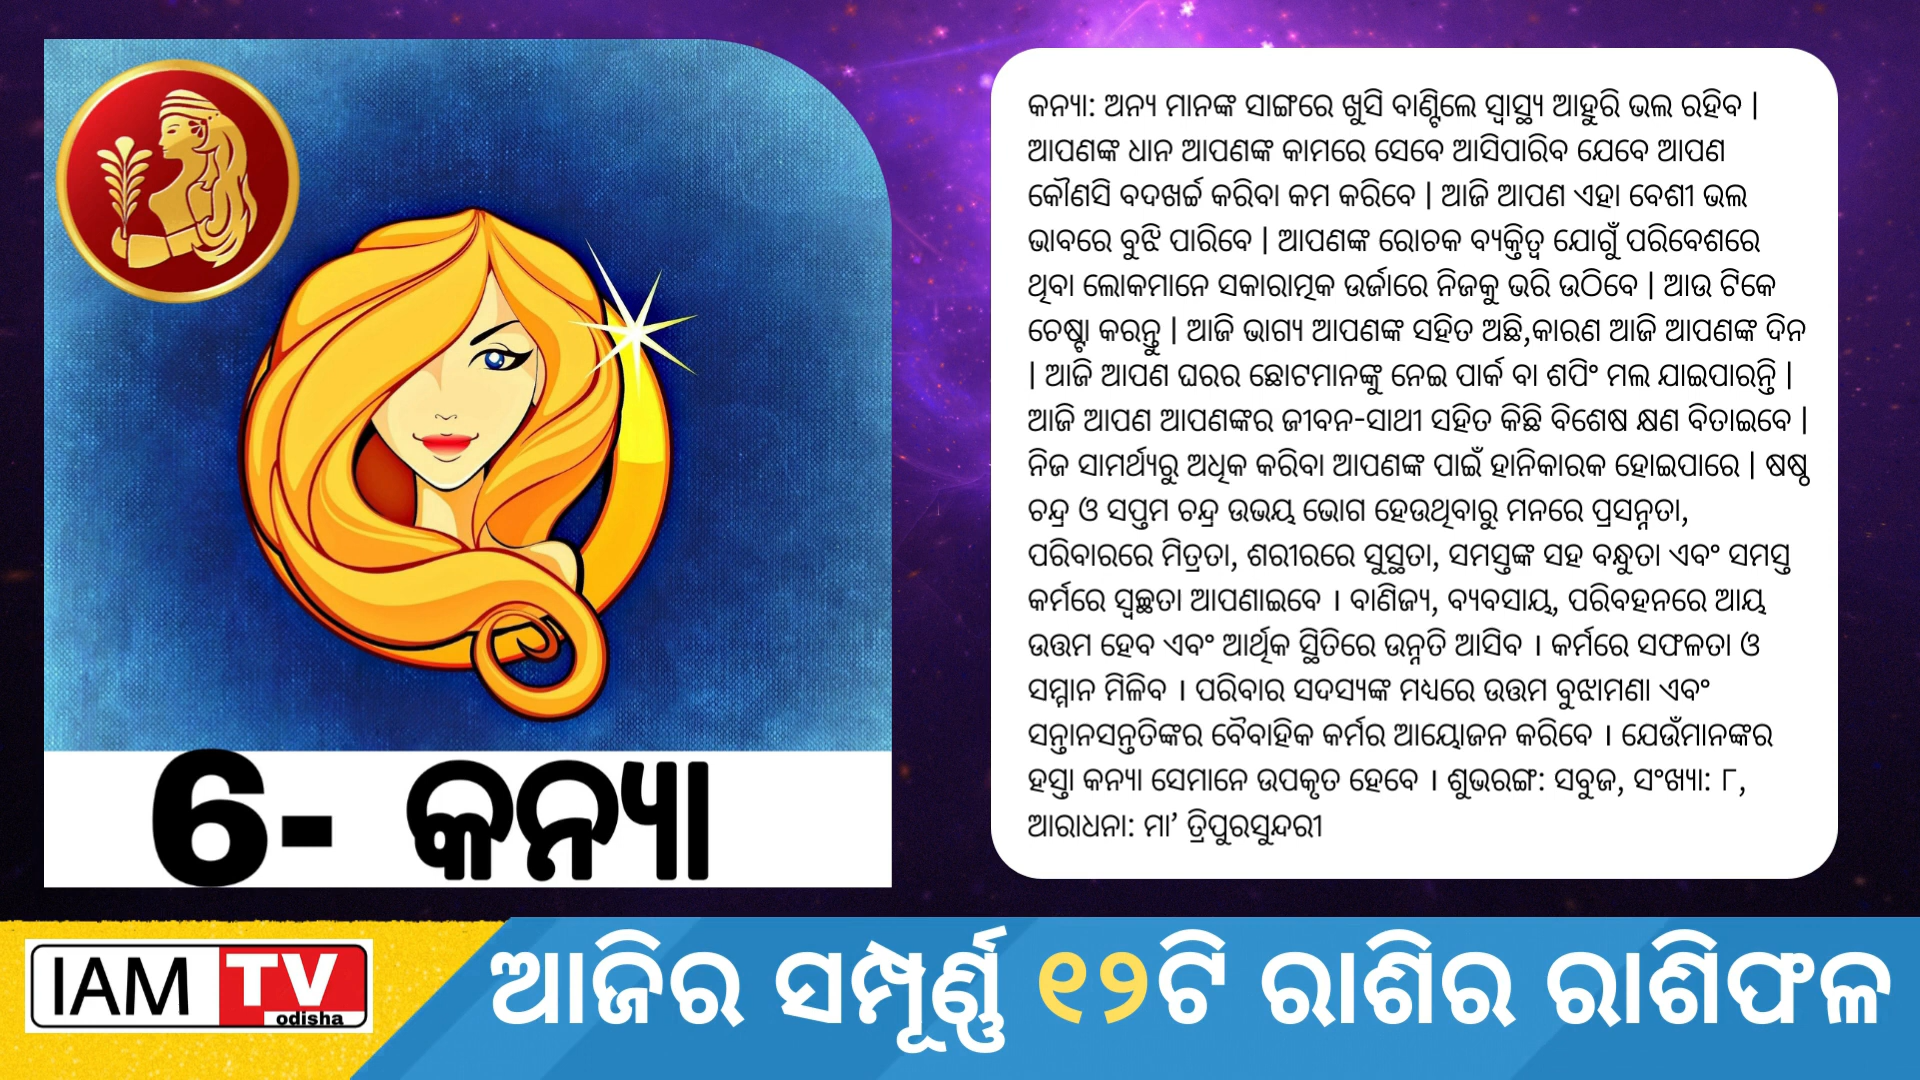 କନ୍ୟା: ଅନ୍ୟ ମାନଙ୍କ ସାଙ୍ଗରେ ଖୁସି ବାଣ୍ଟିଲେ ସ୍ୱାସ୍ଥ୍ୟ ଆହୁରି ଭଲ ରହିବ |
ଆପଣଙ୍କ ଧାନ ଆପଣଙ୍କ କାମରେ ସେବେ ଆସିପାରିବ ଯେବେ ଆପଣ
କୌଣସି ବଦଖର୍ଚ୍ଚ କରିବା କମ କରିବେ | ଆଜି ଆପଣ ଏହା ବେଶୀ ଭଲ
ଭାବରେ ବୁଝି ପାରିବେ | ଆପଣଙ୍କ ରୋଚକ ବ୍ୟକ୍ତିତ୍ୱ ଯୋଗୁଁ ପରିବେଶରେ
ଥିବା ଲୋକମାନେ ସକାରାତ୍ମକ ଉର୍ଜାରେ ନିଜକୁ ଭରି ଉଠିବେ | ଆଉ ଟିକେ
ଚେଷ୍ଟା କରନ୍ତୁ | ଆଜି ଭାଗ୍ୟ ଆପଣଙ୍କ ସହିତ ଅଛି,କାରଣ ଆଜି ଆପଣଙ୍କ ଦିନ
| ଆଜି ଆପଣ ଘରର ଛୋଟମାନଙ୍କୁ ନେଇ ପାର୍କ ବା ଶପିଂ ମଲ ଯାଇପାରନ୍ତି |
ଆଜି ଆପଣ ଆପଣଙ୍କର ଜୀବନ-ସାଥୀ ସହିତ କିଛି ବିଶେଷ କ୍ଷଣ ବିତାଇବେ |
ନିଜ ସାମର୍ଥ୍ୟରୁ ଅଧିକ କରିବା ଆପଣଙ୍କ ପାଇଁ ହାନିକାରକ ହୋଇପାରେ | ଷଷ୍ଠ
ଚନ୍ଦ୍ର ଓ ସପ୍ତମ ଚନ୍ଦ୍ର ଉଭୟ ଭୋଗ ହେଉଥିବାରୁ ମନରେ ପ୍ରସନ୍ନତା,
ପରିବାରରେ ମିତ୍ରତା, ଶରୀରରେ ସୁସ୍ଥତା, ସମସ୍ତଙ୍କ ସହ ବନ୍ଧୁତା ଏବଂ ସମସ୍ତ
କର୍ମରେ ସ୍ୱଚ୍ଛତା ଆପଣାଇବେ । ବାଣିଜ୍ୟ, ବ୍ୟବସାୟ, ପରିବହନରେ ଆୟ
ଉତ୍ତମ ହେବ ଏବଂ ଆର୍ଥିକ ସ୍ଥିତିରେ ଉନ୍ନତି ଆସିବ । କର୍ମରେ ସଫଳତା ଓ
ସମ୍ମାନ ମିଳିବ । ପରିବାର ସଦସ୍ୟଙ୍କ ମଧ୍ୟରେ ଉତ୍ତମ ବୁଝାମଣା ଏବଂ
ସନ୍ତାନସନ୍ତତିଙ୍କର ବୈବାହିକ କର୍ମର ଆୟୋଜନ କରିବେ । ଯେଉଁମାନଙ୍କର
ହସ୍ତା କନ୍ୟା ସେମାନେ ଉପକୃତ ହେବେ । ଶୁଭରଙ୍ଗ: ସବୁଜ, ସଂଖ୍ୟା: ୮,
ଆରାଧନା: ମା’ ତ୍ରିପୁରସୁନ୍ଦରୀ
6- କନ୍ୟା
IAM TV odisha
ଆଜିର ସମ୍ପୂର୍ଣ୍ଣ ୧୨ଟି ରାଶିର ରାଶିଫଳ